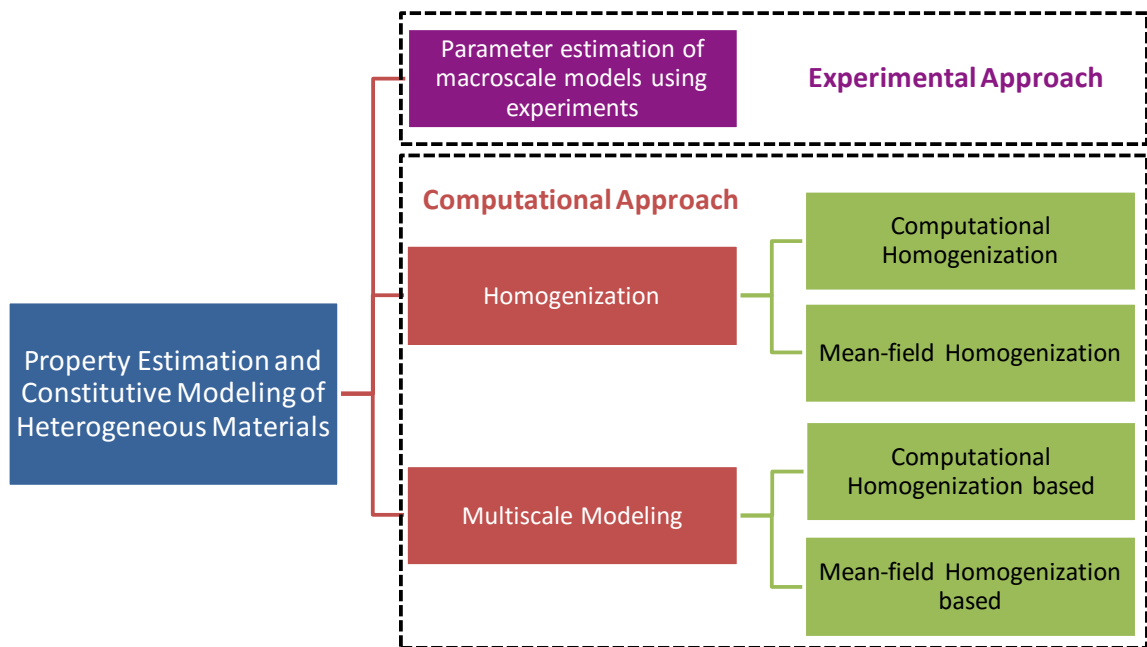 Parameter estimation of
macroscale models using
experiments
Experimental Approach
Computational Approach
Computational
Homogenization
Homogenization
Mean-field Homogenization
Property Estimation and
Constitutive Modeling of
Heterogeneous Materials
Computational
Homogenization based
Multiscale Modeling
Mean-field Homogenization
based